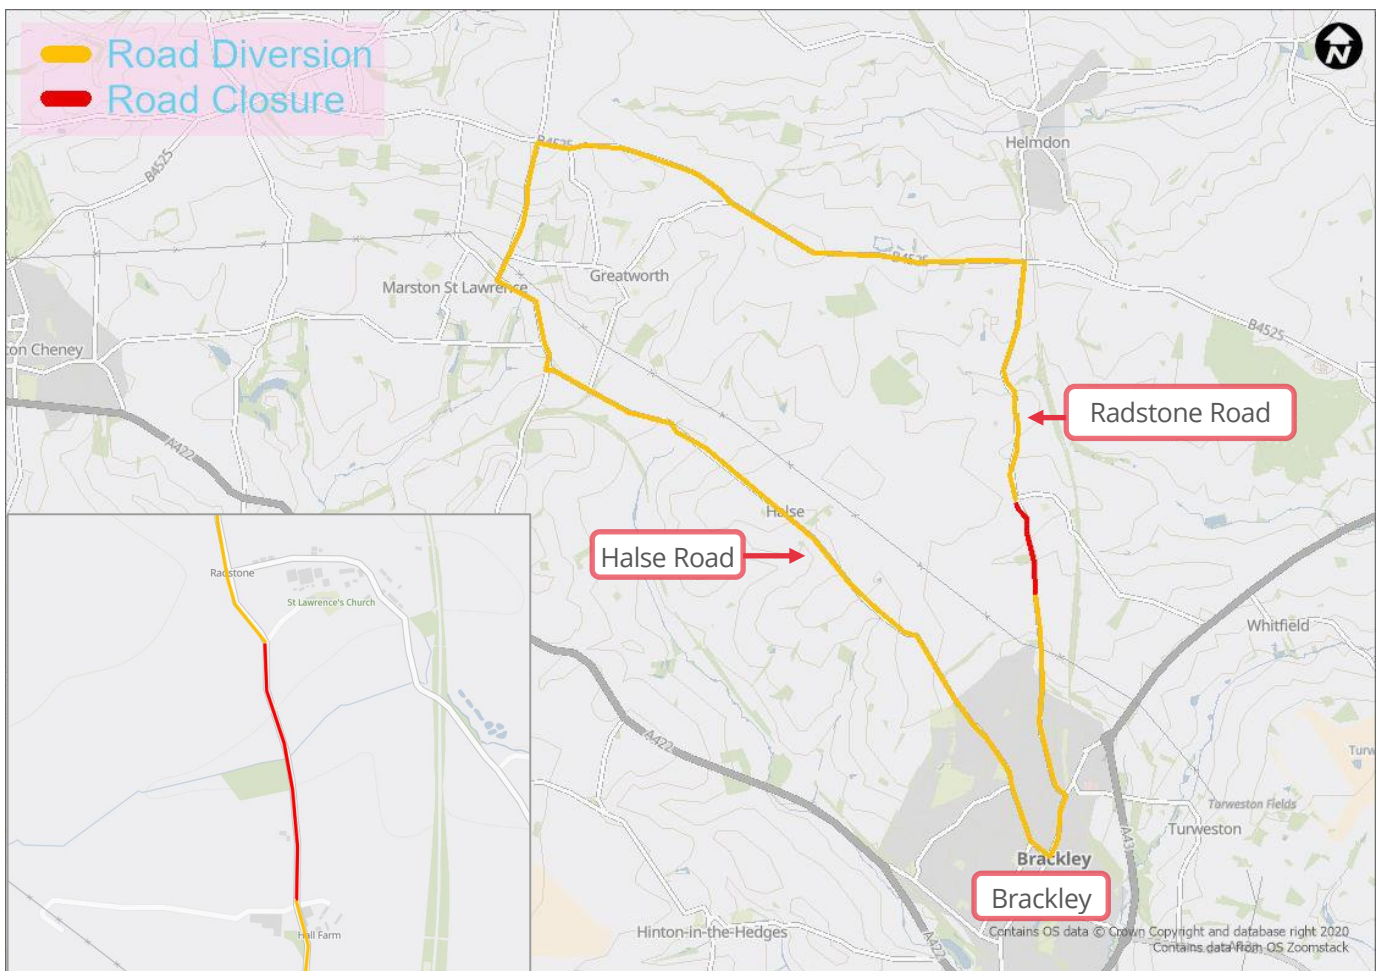 Road Diversion
Road Closure
N
B4525
B4525
Helmdon
Greatworth
Marston St Lawrence
B4525
B4525
ton Cheney
A422
Radstone Road
Halse
Halse Road
Radstone
St Lawrence's Church
Whitfield
A422
Turw
Turweston Fields
Turweston
A43
Brackley
Brackley
Hall Farm
Hinton-in-the-Hedges
A422
Contains OS data © Crown Copyright and database right 2020
Contains data from OS Zoomstack